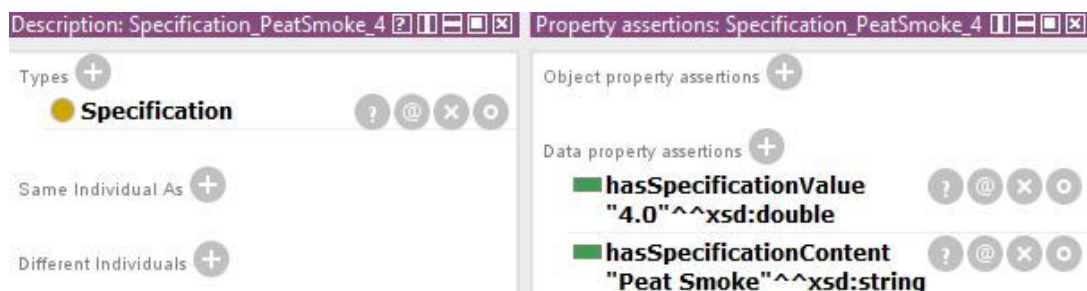 Description: Specification_PeatSmoke_4
Types
Specification
Same Individual As
Different Individuals
Property assertions: Specification_PeatSmoke_4
Object property assertions
Data property assertions
hasSpecificationValue
"4.0"^^xsd:double
hasSpecificationContent
"Peat Smoke"^^xsd:string